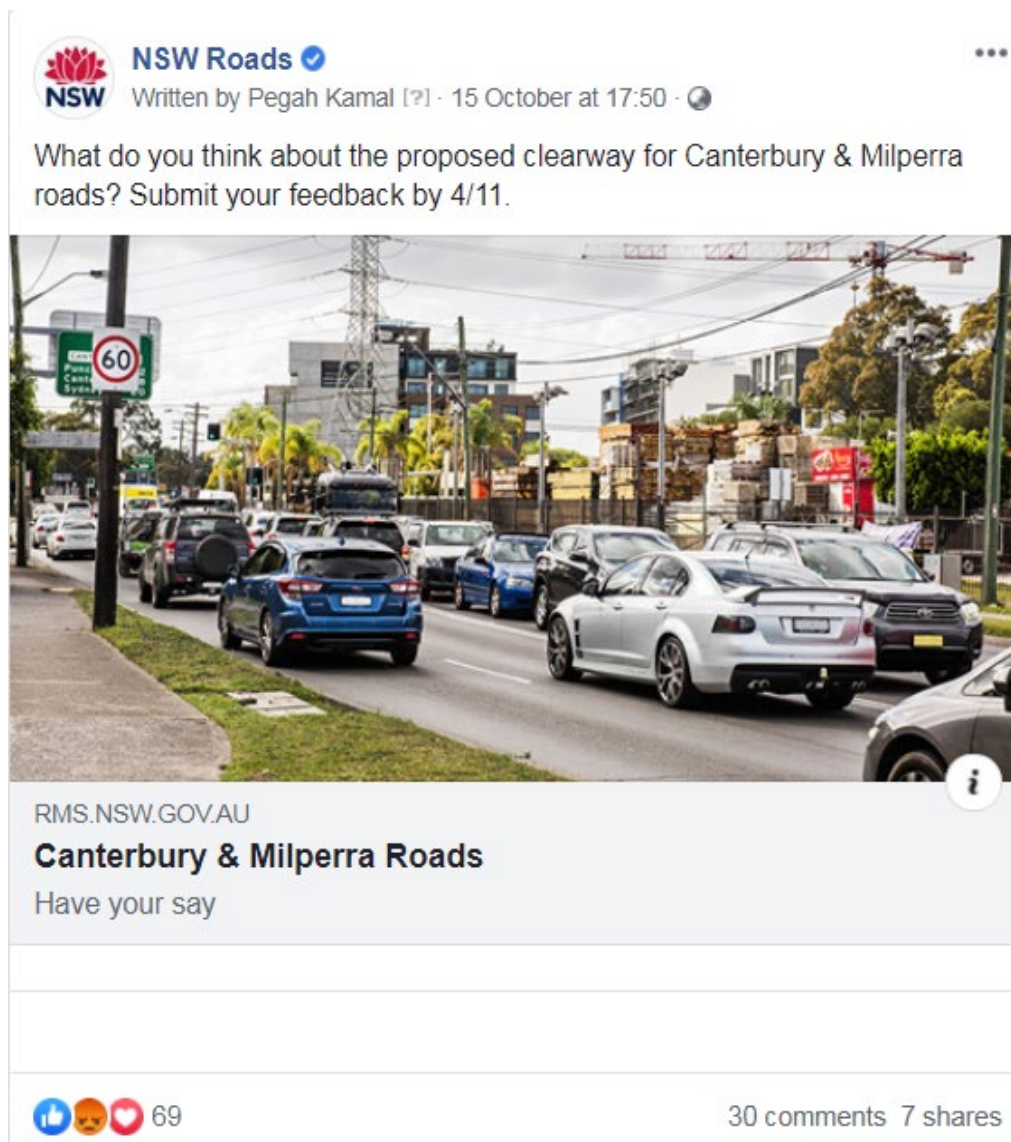 NSW Roads
NSW
Written by Pegah Kamal [?] · 15 October at 17:50 ·
What do you think about the proposed clearway for Canterbury & Milperra
roads? Submit your feedback by 4/11.
60
i
RMS.NSW.GOV.AU
Canterbury & Milperra Roads
Have your say
69
30 comments 7 shares